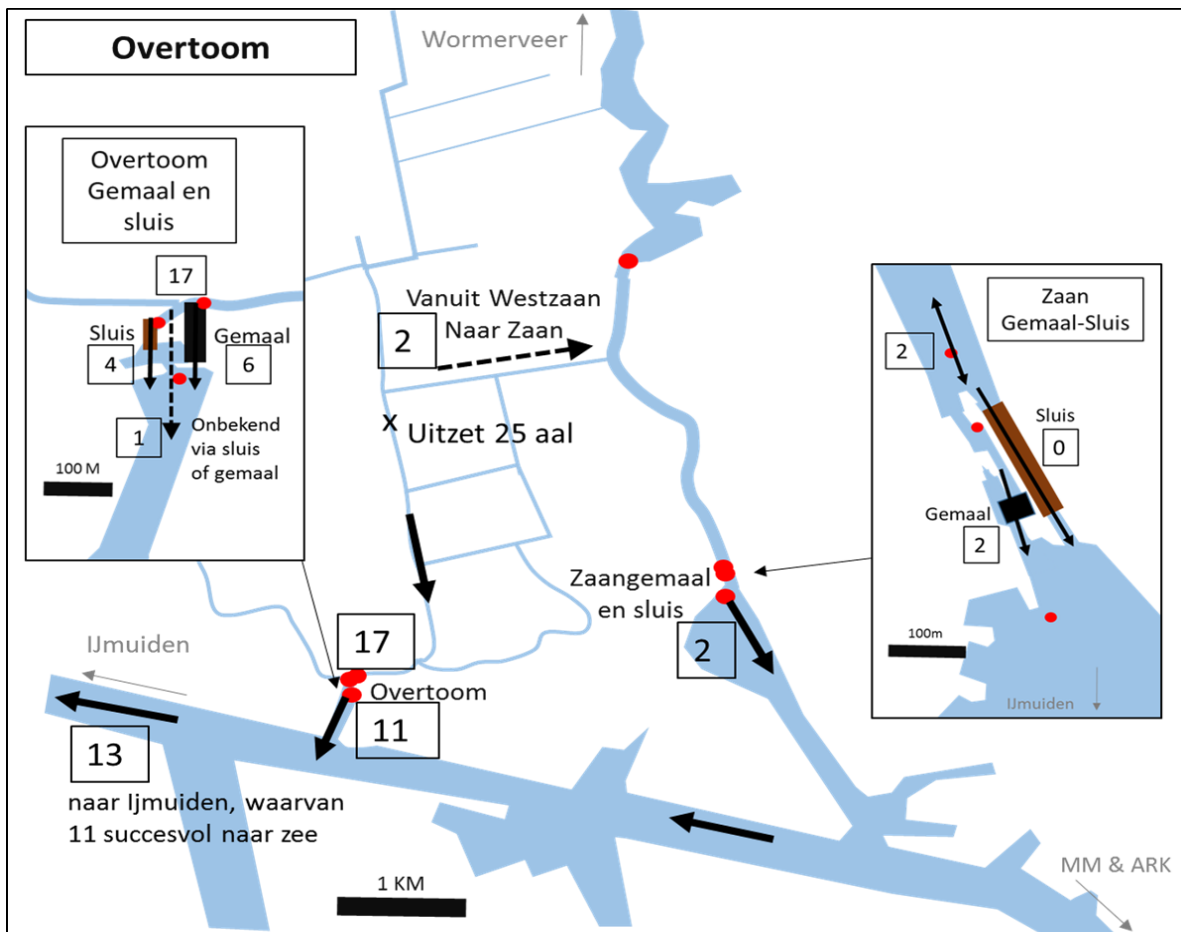 Overtoom
Wormerveer
Overtoom
Gemaal en
sluis
17
Sluis
4
Gemaal
6
1
Onbekend
via sluis
of gemaal
100 M
Vanuit Westzaan
Naar Zaan
2
x
Uitzet 25 aal
Zaan
Gemaal-Sluis
2
Sluis
0
Gemaal
2
100m
IJmuiden
Zaangemaal
en sluis
2
IJmuiden
17
Overtoom
11
13
naar Ijmuiden, waarvan
11 succesvol naar zee
1 KM
MM & ARK